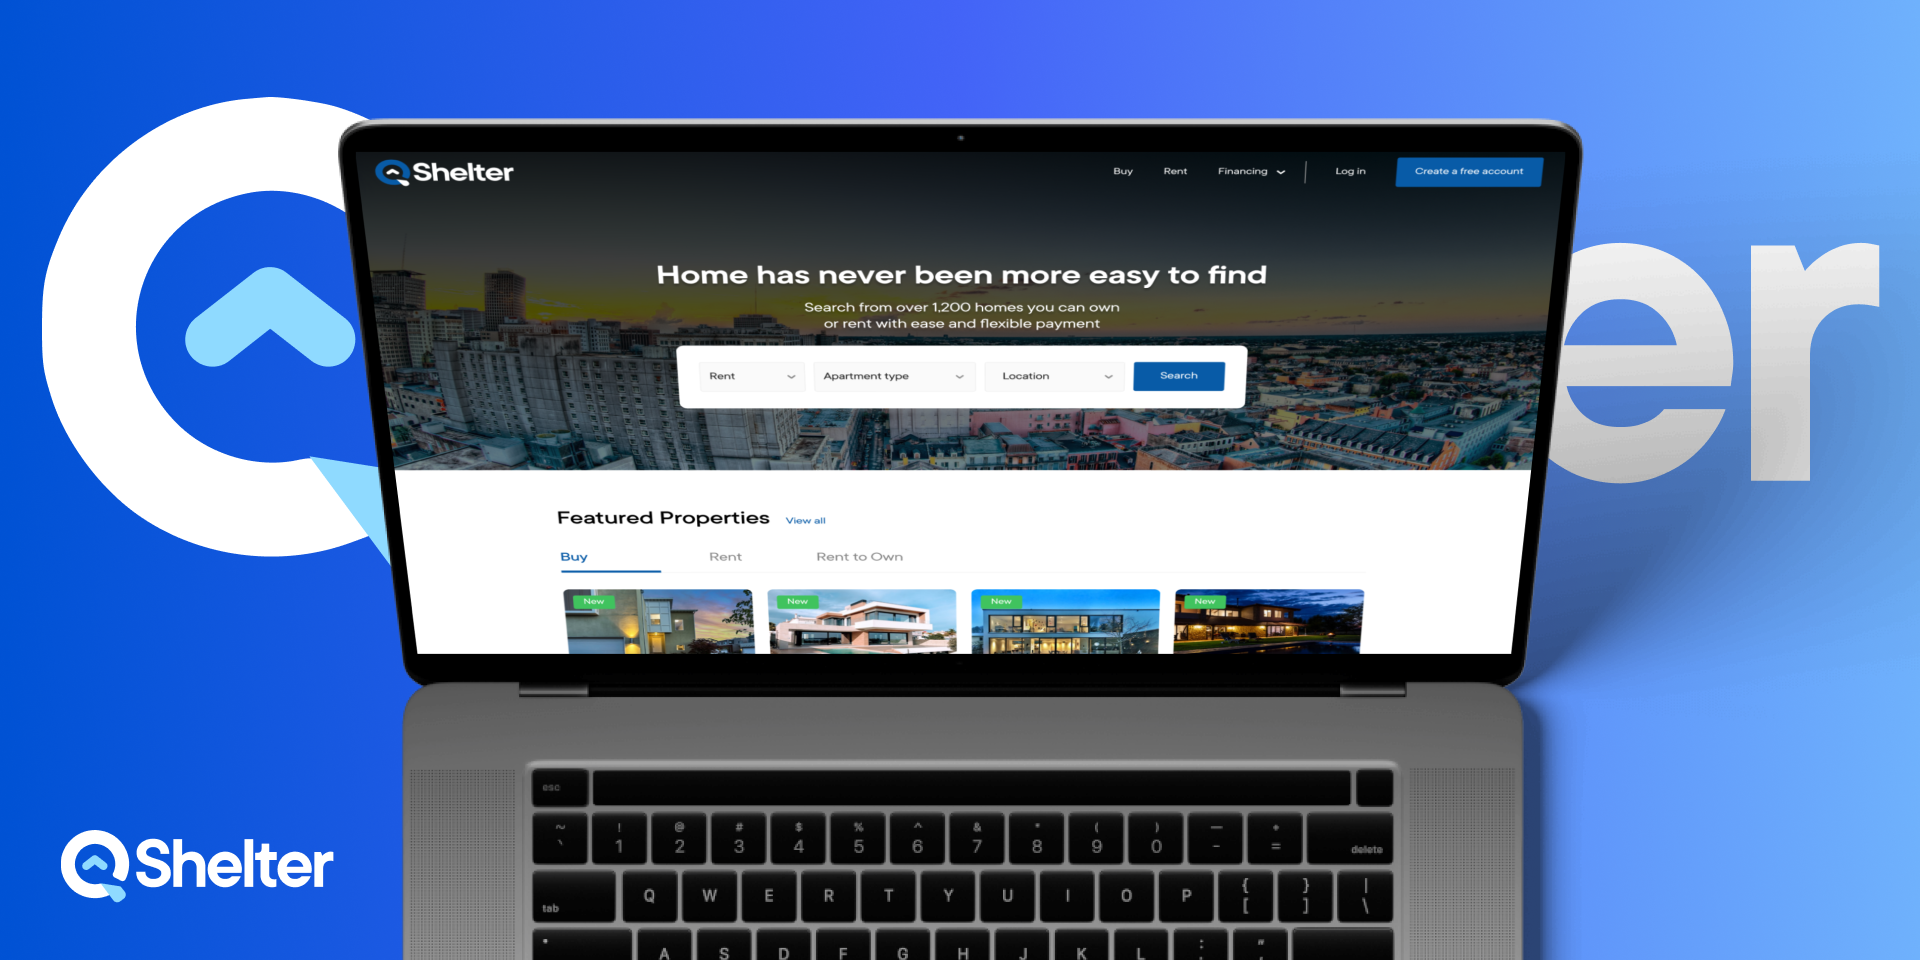 QShelter
Buy Rent Financing Log in Create a free account
Home has never been more easy to find
Search from over 1,200 homes you can own
or rent with ease and flexible payment
Rent Apartment type Location Search
er
Featured Properties View all
Buy Rent Rent to Own
New New New New
esc
~ ! @ # $ % ^ & * ( ) — +
` 1 2 3 4 5 6 7 8 9 0 - = delete
tab Q W E R T Y U I O P { [ } ] | \
A S D F G H J K L : ; "
QShelter